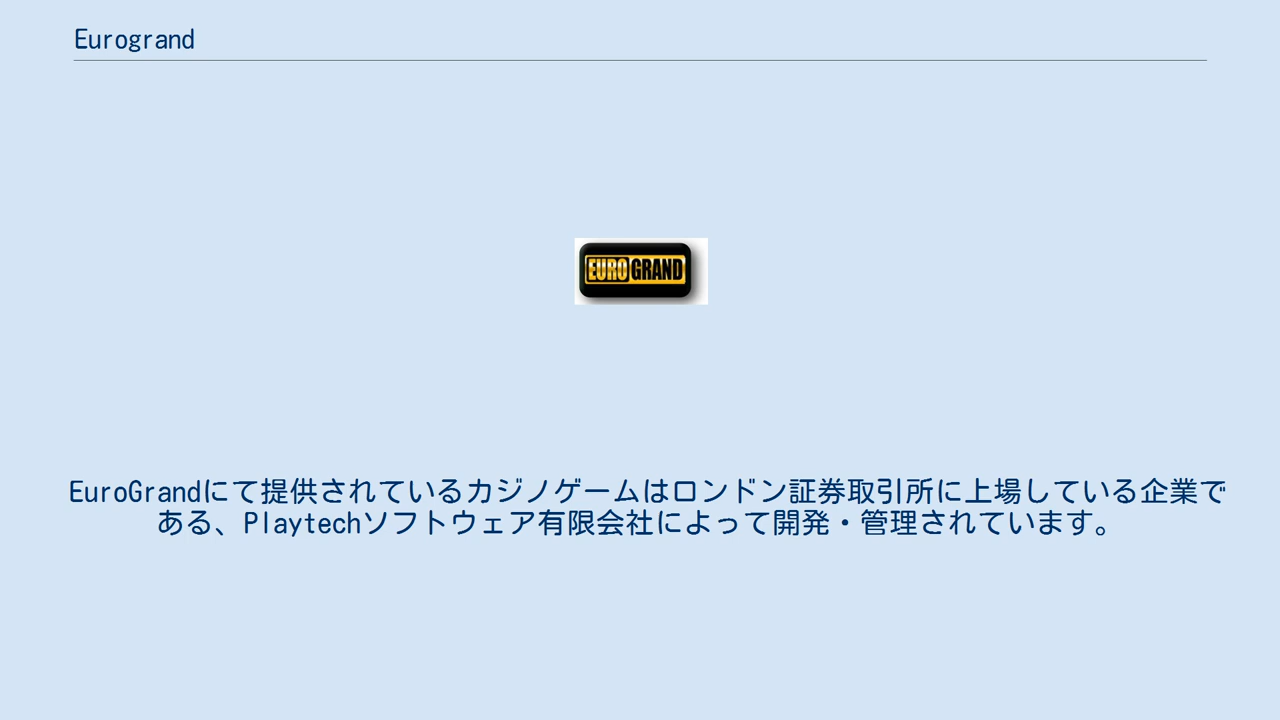 Eurogrand
EURO GRAND
EuroGrandにて提供されているカジノゲームはロンドン証券取引所に上場している企業で
ある、Playtechソフトウェア有限会社によって開発・管理されています。